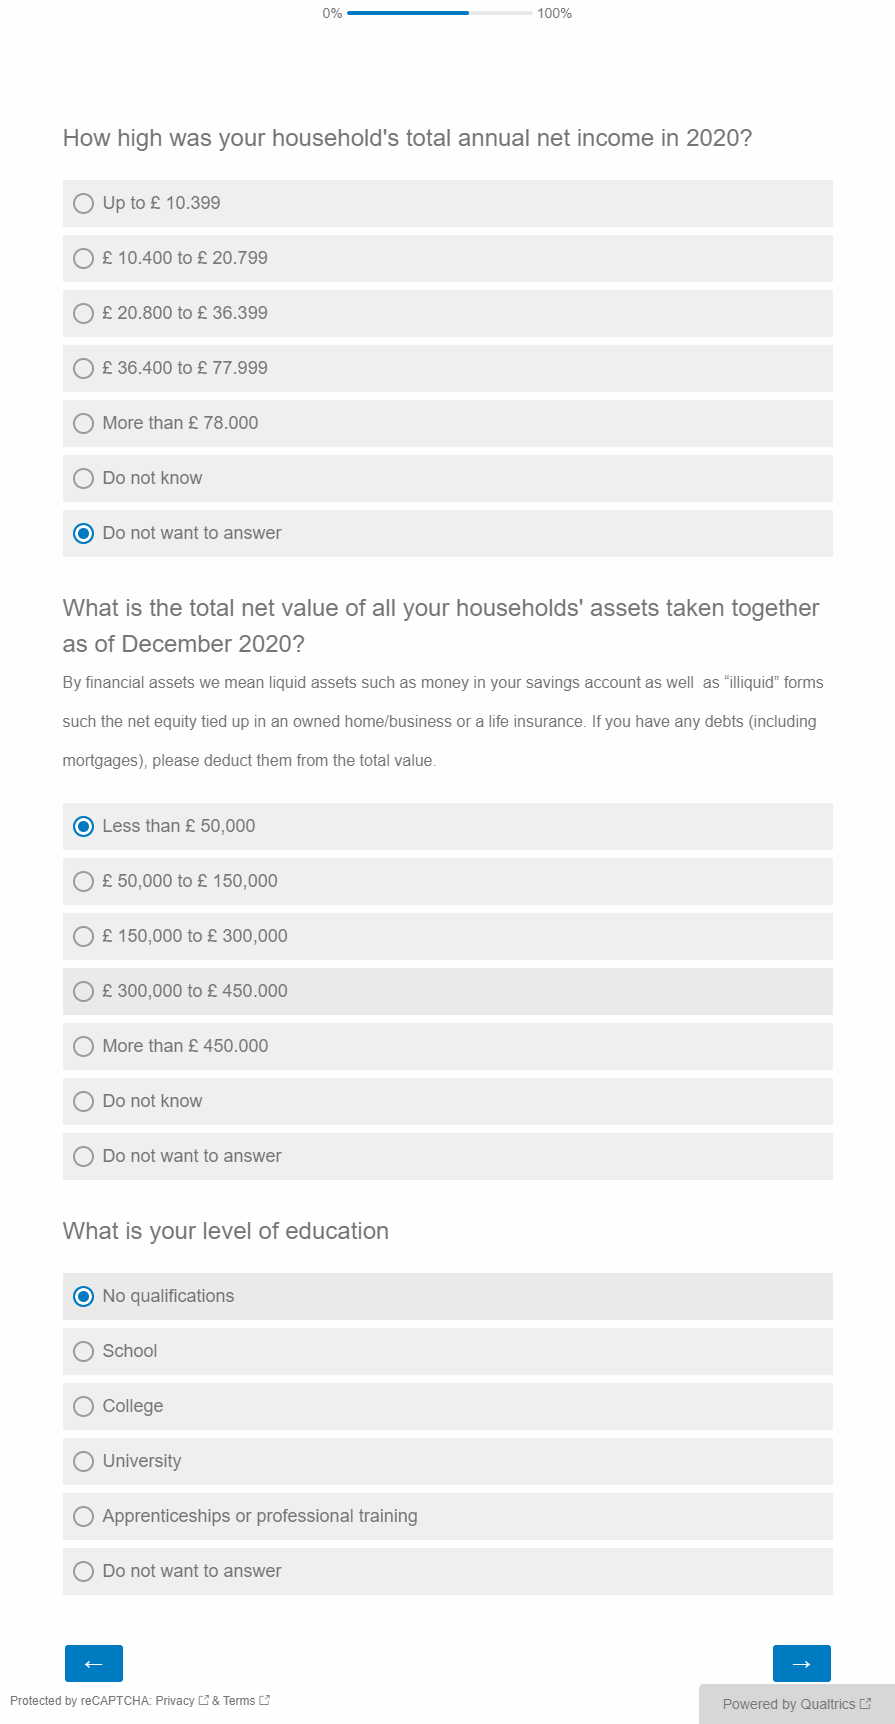 0% 100%
How high was your household's total annual net income in 2020?
Up to £ 10.399
£ 10.400 to £ 20.799
£ 20.800 to £ 36.399
£ 36.400 to £ 77.999
More than £ 78.000
Do not know
Do not want to answer
What is the total net value of all your households' assets taken together
as of December 2020?
By financial assets we mean liquid assets such as money in your savings account as well  as “illiquid” forms
such the net equity tied up in an owned home/business or a life insurance. If you have any debts (including
mortgages), please deduct them from the total value.
Less than £ 50,000
£ 50,000 to £ 150,000
£ 150,000 to £ 300,000
£ 300,000 to £ 450.000
More than £ 450.000
Do not know
Do not want to answer
What is your level of education
No qualifications
School
College
University
Apprenticeships or professional training
Do not want to answer
← →
Protected by reCAPTCHA: Privacy & Terms
Powered by Qualtrics